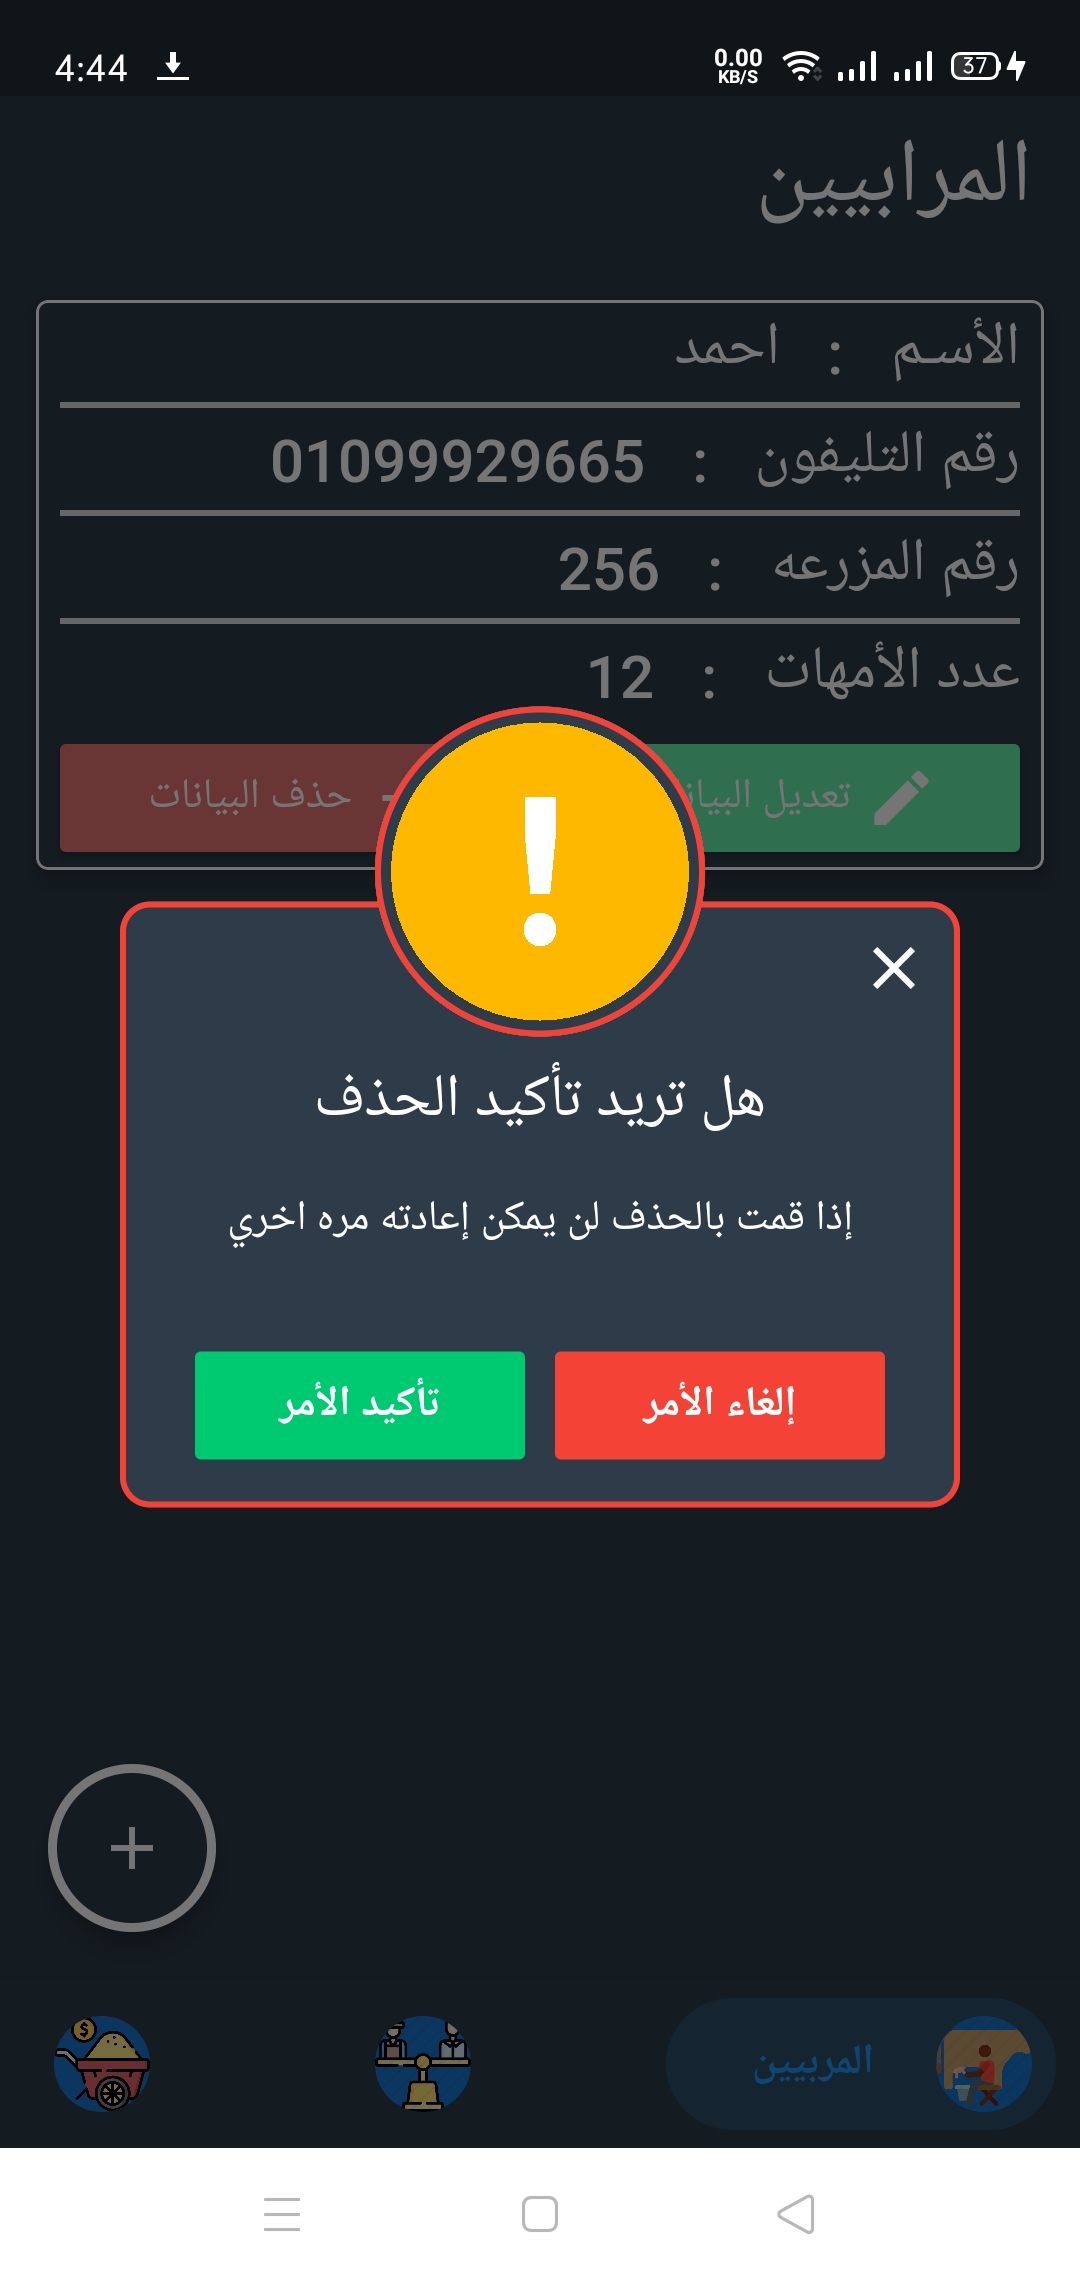 4:44
0.00
KB/S
37
المرابيين
الأسم : احمد
رقم التليفون : 01099929665
رقم المزرعه : 256
عدد الأمهات : 12
تعديل البيان
حذف البيانات
هل تريد تأكيد الحذف
إذا قمت بالحذف لن يمكن إعادته مره اخري
إلغاء الأمر
تأكيد الأمر
المربيين